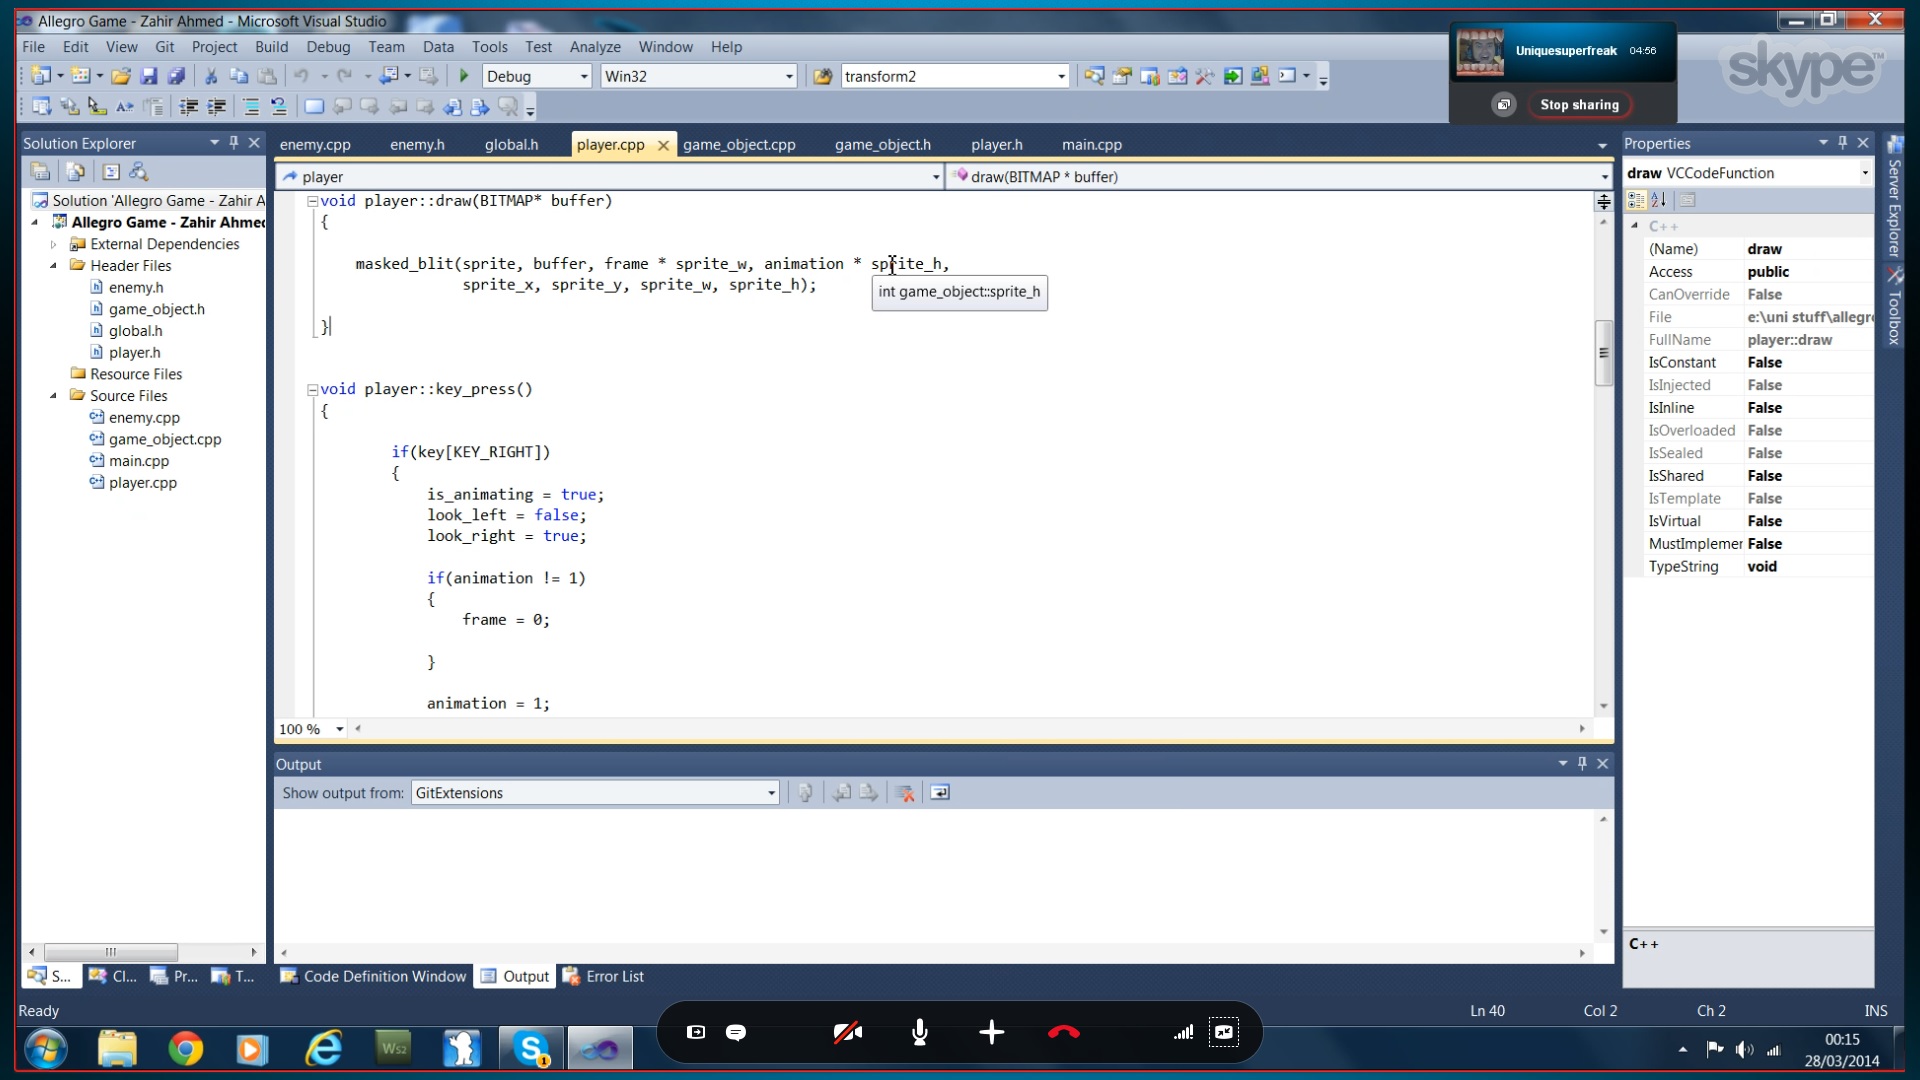 Allegro Game - Zahir Ahmed - Microsoft Visual Studio
File Edit View Git Project Build Debug Team Data Tools Test Analyze Window Help
Debug Win32 transform2
Uniquesuperfreak 04:56
Stop sharing
skype™
Solution Explorer
Solution 'Allegro Game - Zahir A
Allegro Game - Zahir Ahmed
External Dependencies
Header Files
enemy.h
game_object.h
global.h
player.h
Resource Files
Source Files
enemy.cpp
game_object.cpp
main.cpp
player.cpp
S... Cl... Pr... T...
enemy.cpp enemy.h global.h player.cpp game_object.cpp game_object.h player.h main.cpp
player draw(BITMAP * buffer)
void player::draw(BITMAP* buffer)
{
masked_blit(sprite, buffer, frame * sprite_w, animation * sprite_h,
sprite_x, sprite_y, sprite_w, sprite_h);
int game_object::sprite_h
}
void player::key_press()
{
if(key[KEY_RIGHT])
{
is_animating = true;
look_left = false;
look_right = true;
if(animation != 1)
{
frame = 0;
}
animation = 1;
100 %
Output
Show output from: GitExtensions
Code Definition Window Output Error List
Properties
draw VCCodeFunction
C++
(Name) draw
Access public
CanOverride False
File e:\uni stuff\allegro
FullName player::draw
IsConstant False
IsInjected False
IsInline False
IsOverloaded False
IsSealed False
IsShared False
IsTemplate False
IsVirtual False
MustImplemen False
TypeString void
C++
Server Explorer
Toolbox
Ready Ln 40 Col 2 Ch 2 INS
Ws2
00:15
28/03/2014